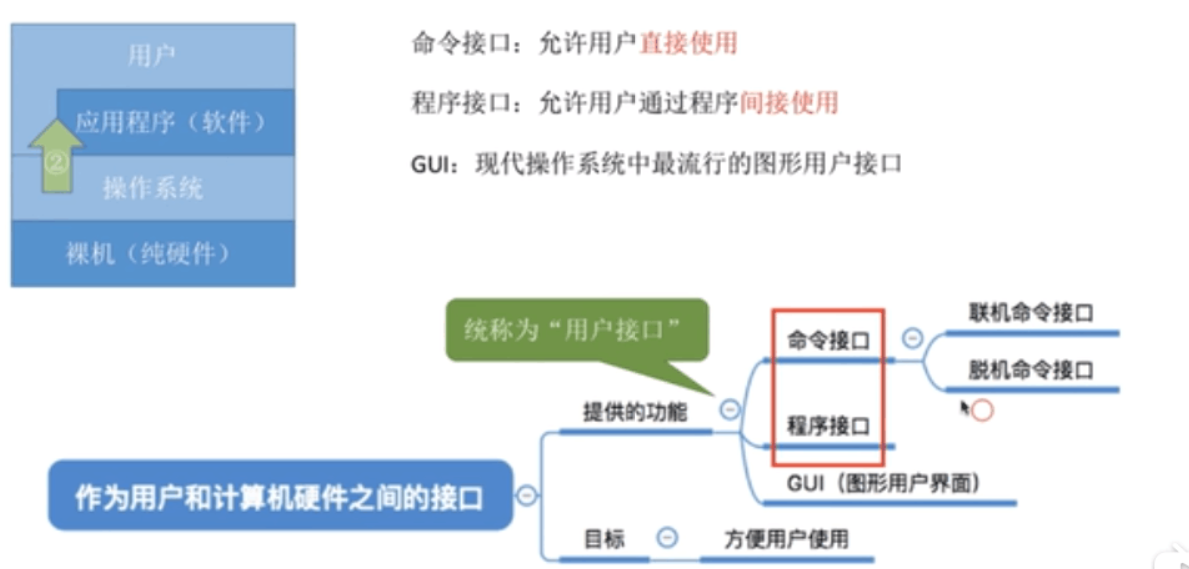 用户
应用程序（软件）
②
操作系统
裸机（纯硬件）
命令接口：允许用户直接使用
程序接口：允许用户通过程序间接使用
GUI：现代操作系统中最流行的图形用户接口
统称为“用户接口”
作为用户和计算机硬件之间的接口
提供的功能
命令接口
联机命令接口
脱机命令接口
程序接口
GUI（图形用户界面）
目标
方便用户使用